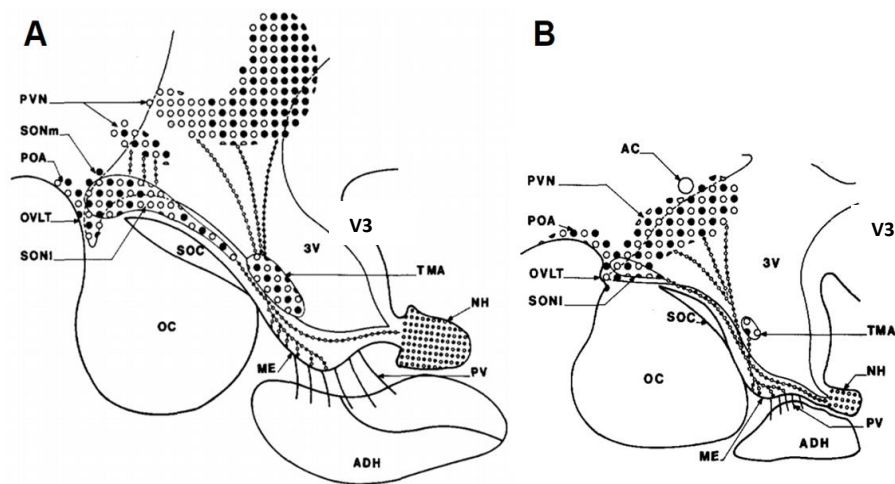 A
PVN
SONm
POA
OVLT
SONl
SOC
OC
3V
V3
TMA
NH
ME
PV
ADH
B
AC
PVN
POA
OVLT
SONl
SOC
OC
3V
V3
TMA
NH
ME
PV
ADH